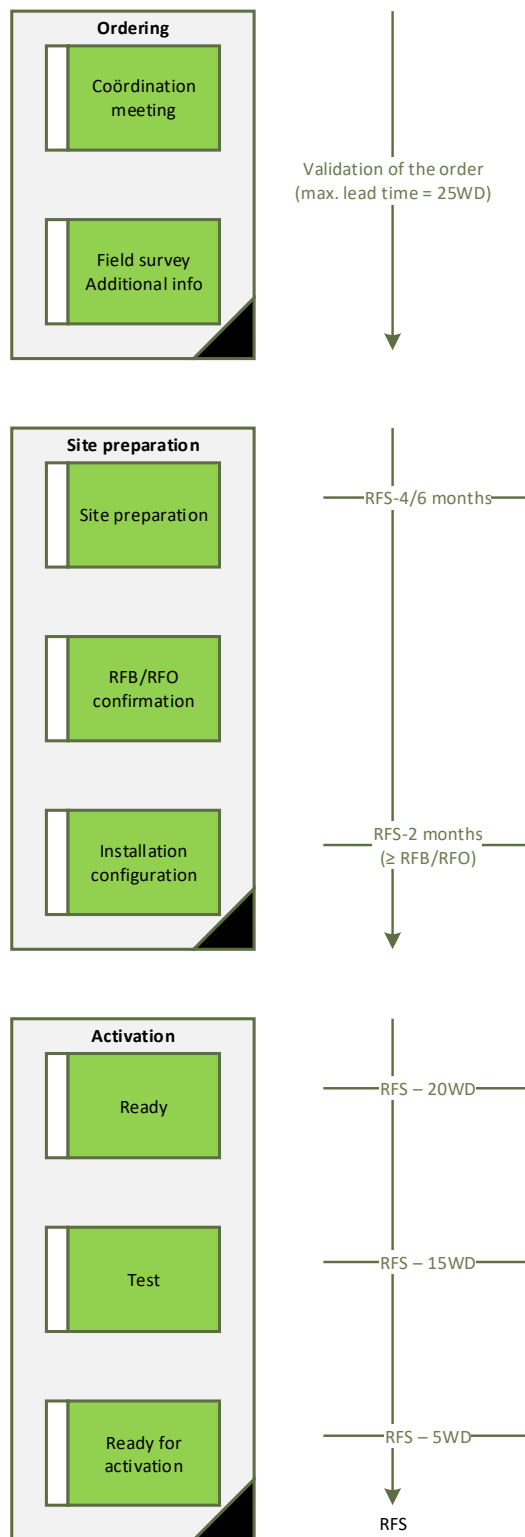 Ordering
Coördination
meeting
Validation of the order
(max. lead time = 25WD)
Field survey
Additional info
Site preparation
Site preparation
RFS-4/6 months
RFB/RFO
confirmation
Installation
configuration
RFS-2 months
(≥ RFB/RFO)
Activation
Ready
RFS – 20WD
Test
RFS – 15WD
Ready for
activation
RFS – 5WD
RFS